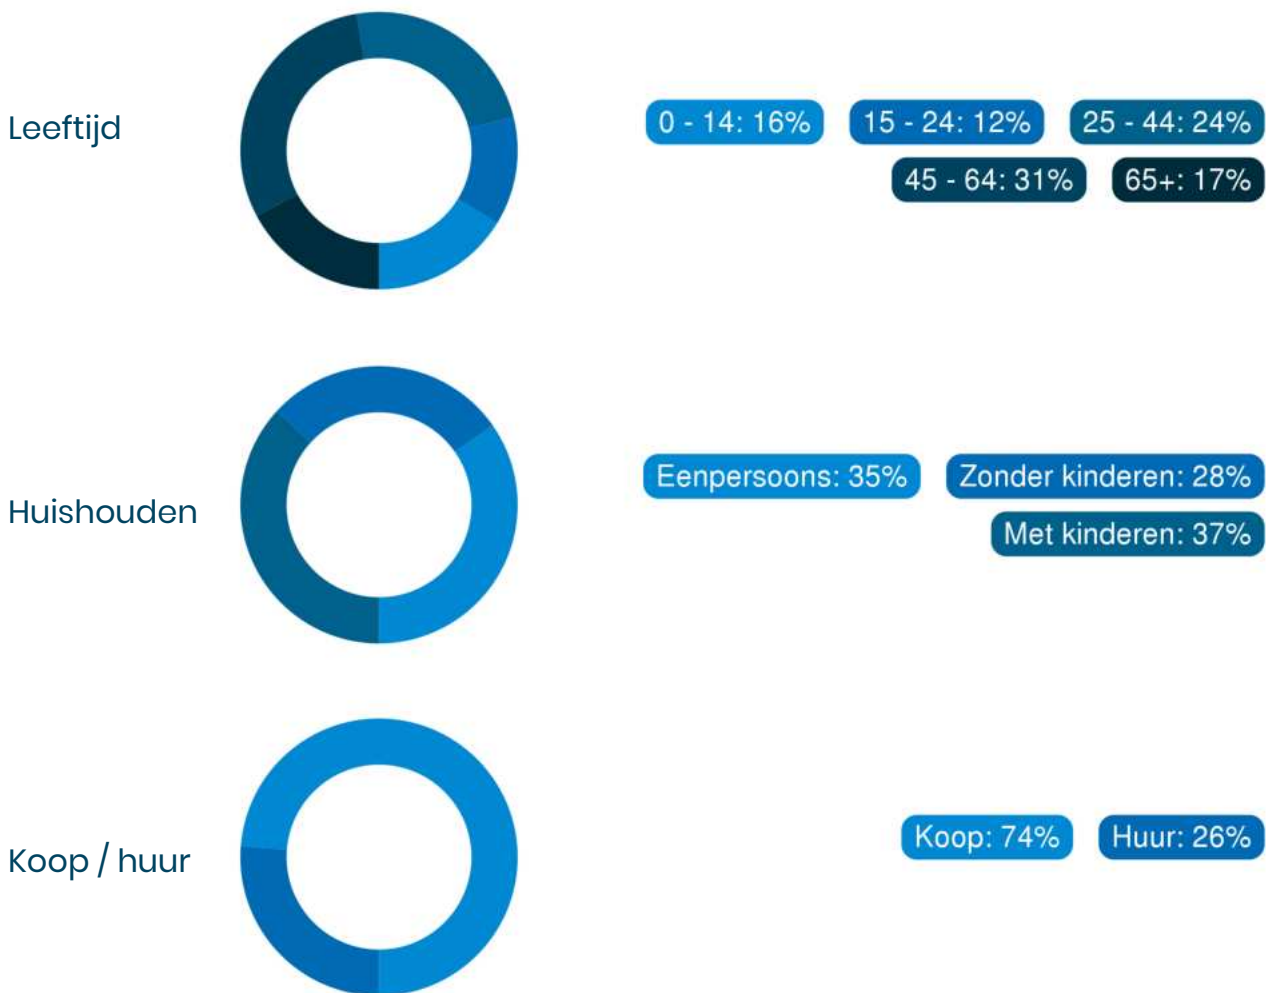 Leeftijd
0 - 14: 16% 15 - 24: 12% 25 - 44: 24%
45 - 64: 31% 65+: 17%
Huishouden
Eenpersoons: 35% Zonder kinderen: 28%
Met kinderen: 37%
Koop / huur
Koop: 74% Huur: 26%